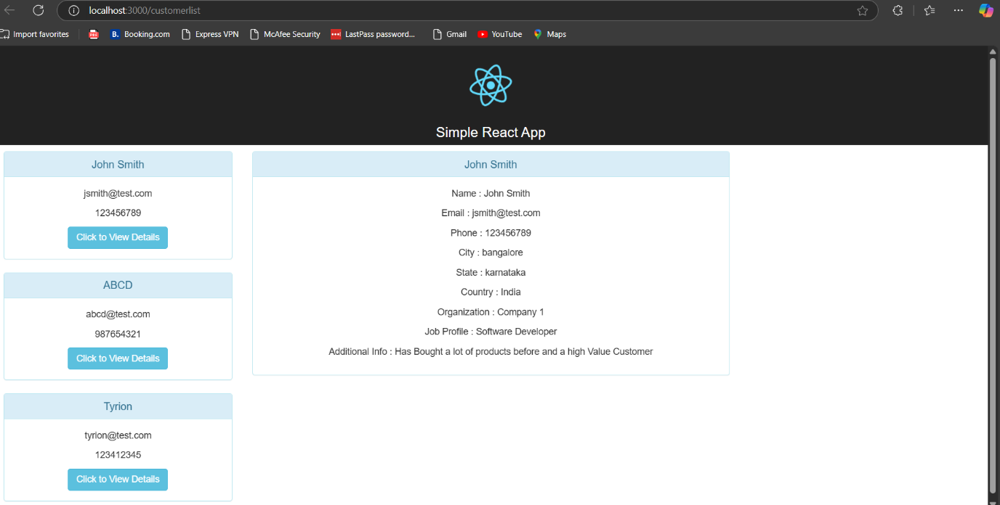 localhost:3000/customerlist
Import favorites
PDF
B. Booking.com
Express VPN
McAfee Security
LastPass password...
Gmail
YouTube
Maps
Simple React App
John Smith
jsmith@test.com
123456789
Click to View Details
ABCD
abcd@test.com
987654321
Click to View Details
Tyrion
tyrion@test.com
123412345
Click to View Details
John Smith
Name : John Smith
Email : jsmith@test.com
Phone : 123456789
City : bangalore
State : karnataka
Country : India
Organization : Company 1
Job Profile : Software Developer
Additional Info : Has Bought a lot of products before and a high Value Customer